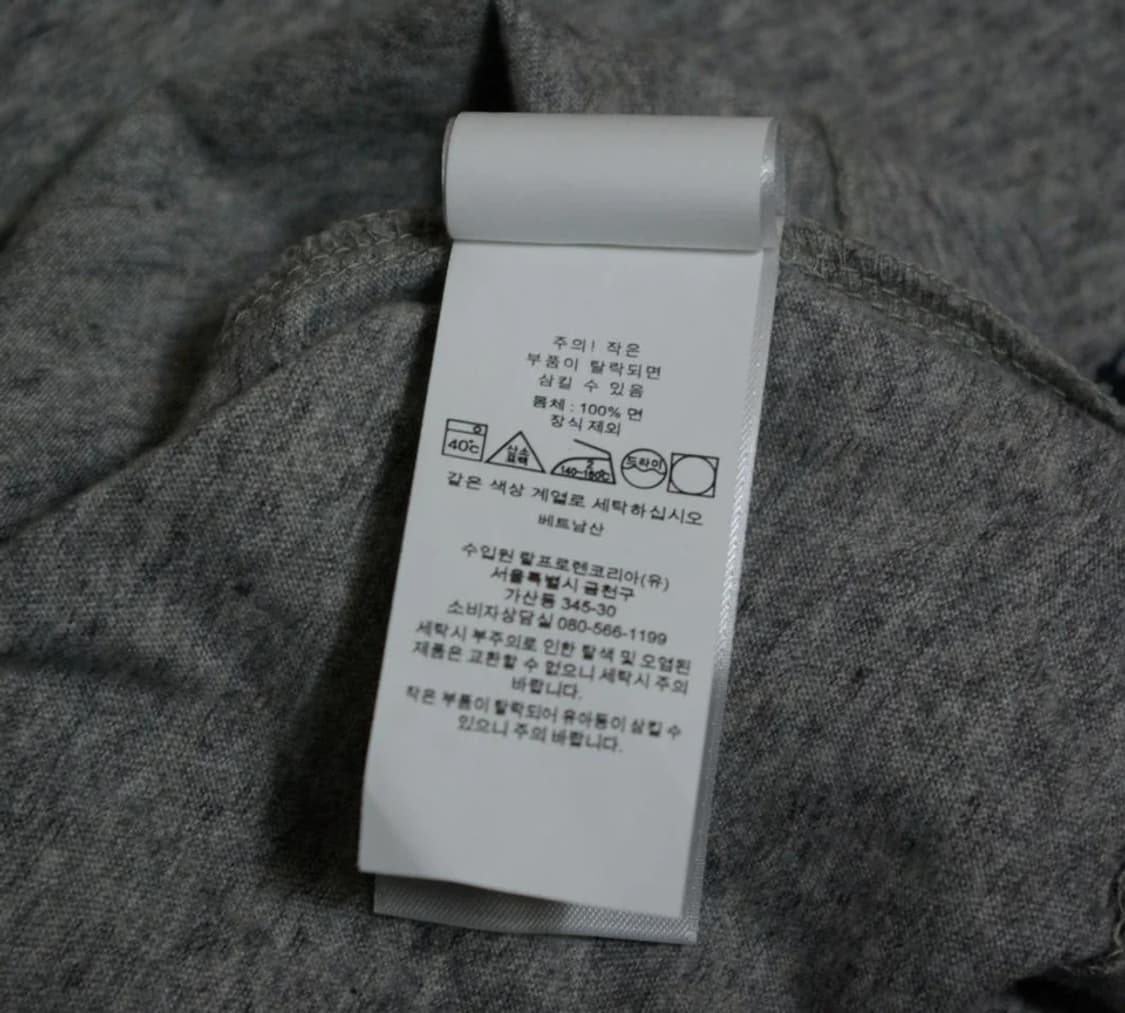 주의! 작은
부품이 탈락되면
삼킬 수 있음
몸체 : 100% 면
장식 제외
40℃ 산소 표백 2 140~160℃ 드라이
같은 색상 계열로 세탁하십시오
베트남산
수입원 랄프로렌코리아(유)
서울특별시 금천구
가산동 345-30
소비자상담실 080-566-1199
세탁시 부주의로 인한 탈색 및 오염된
제품은 교환할 수 없으니 세탁시 주의
바랍니다.
작은 부품이 탈락되어 유아동이 삼킬 수
있으니 주의 바랍니다.